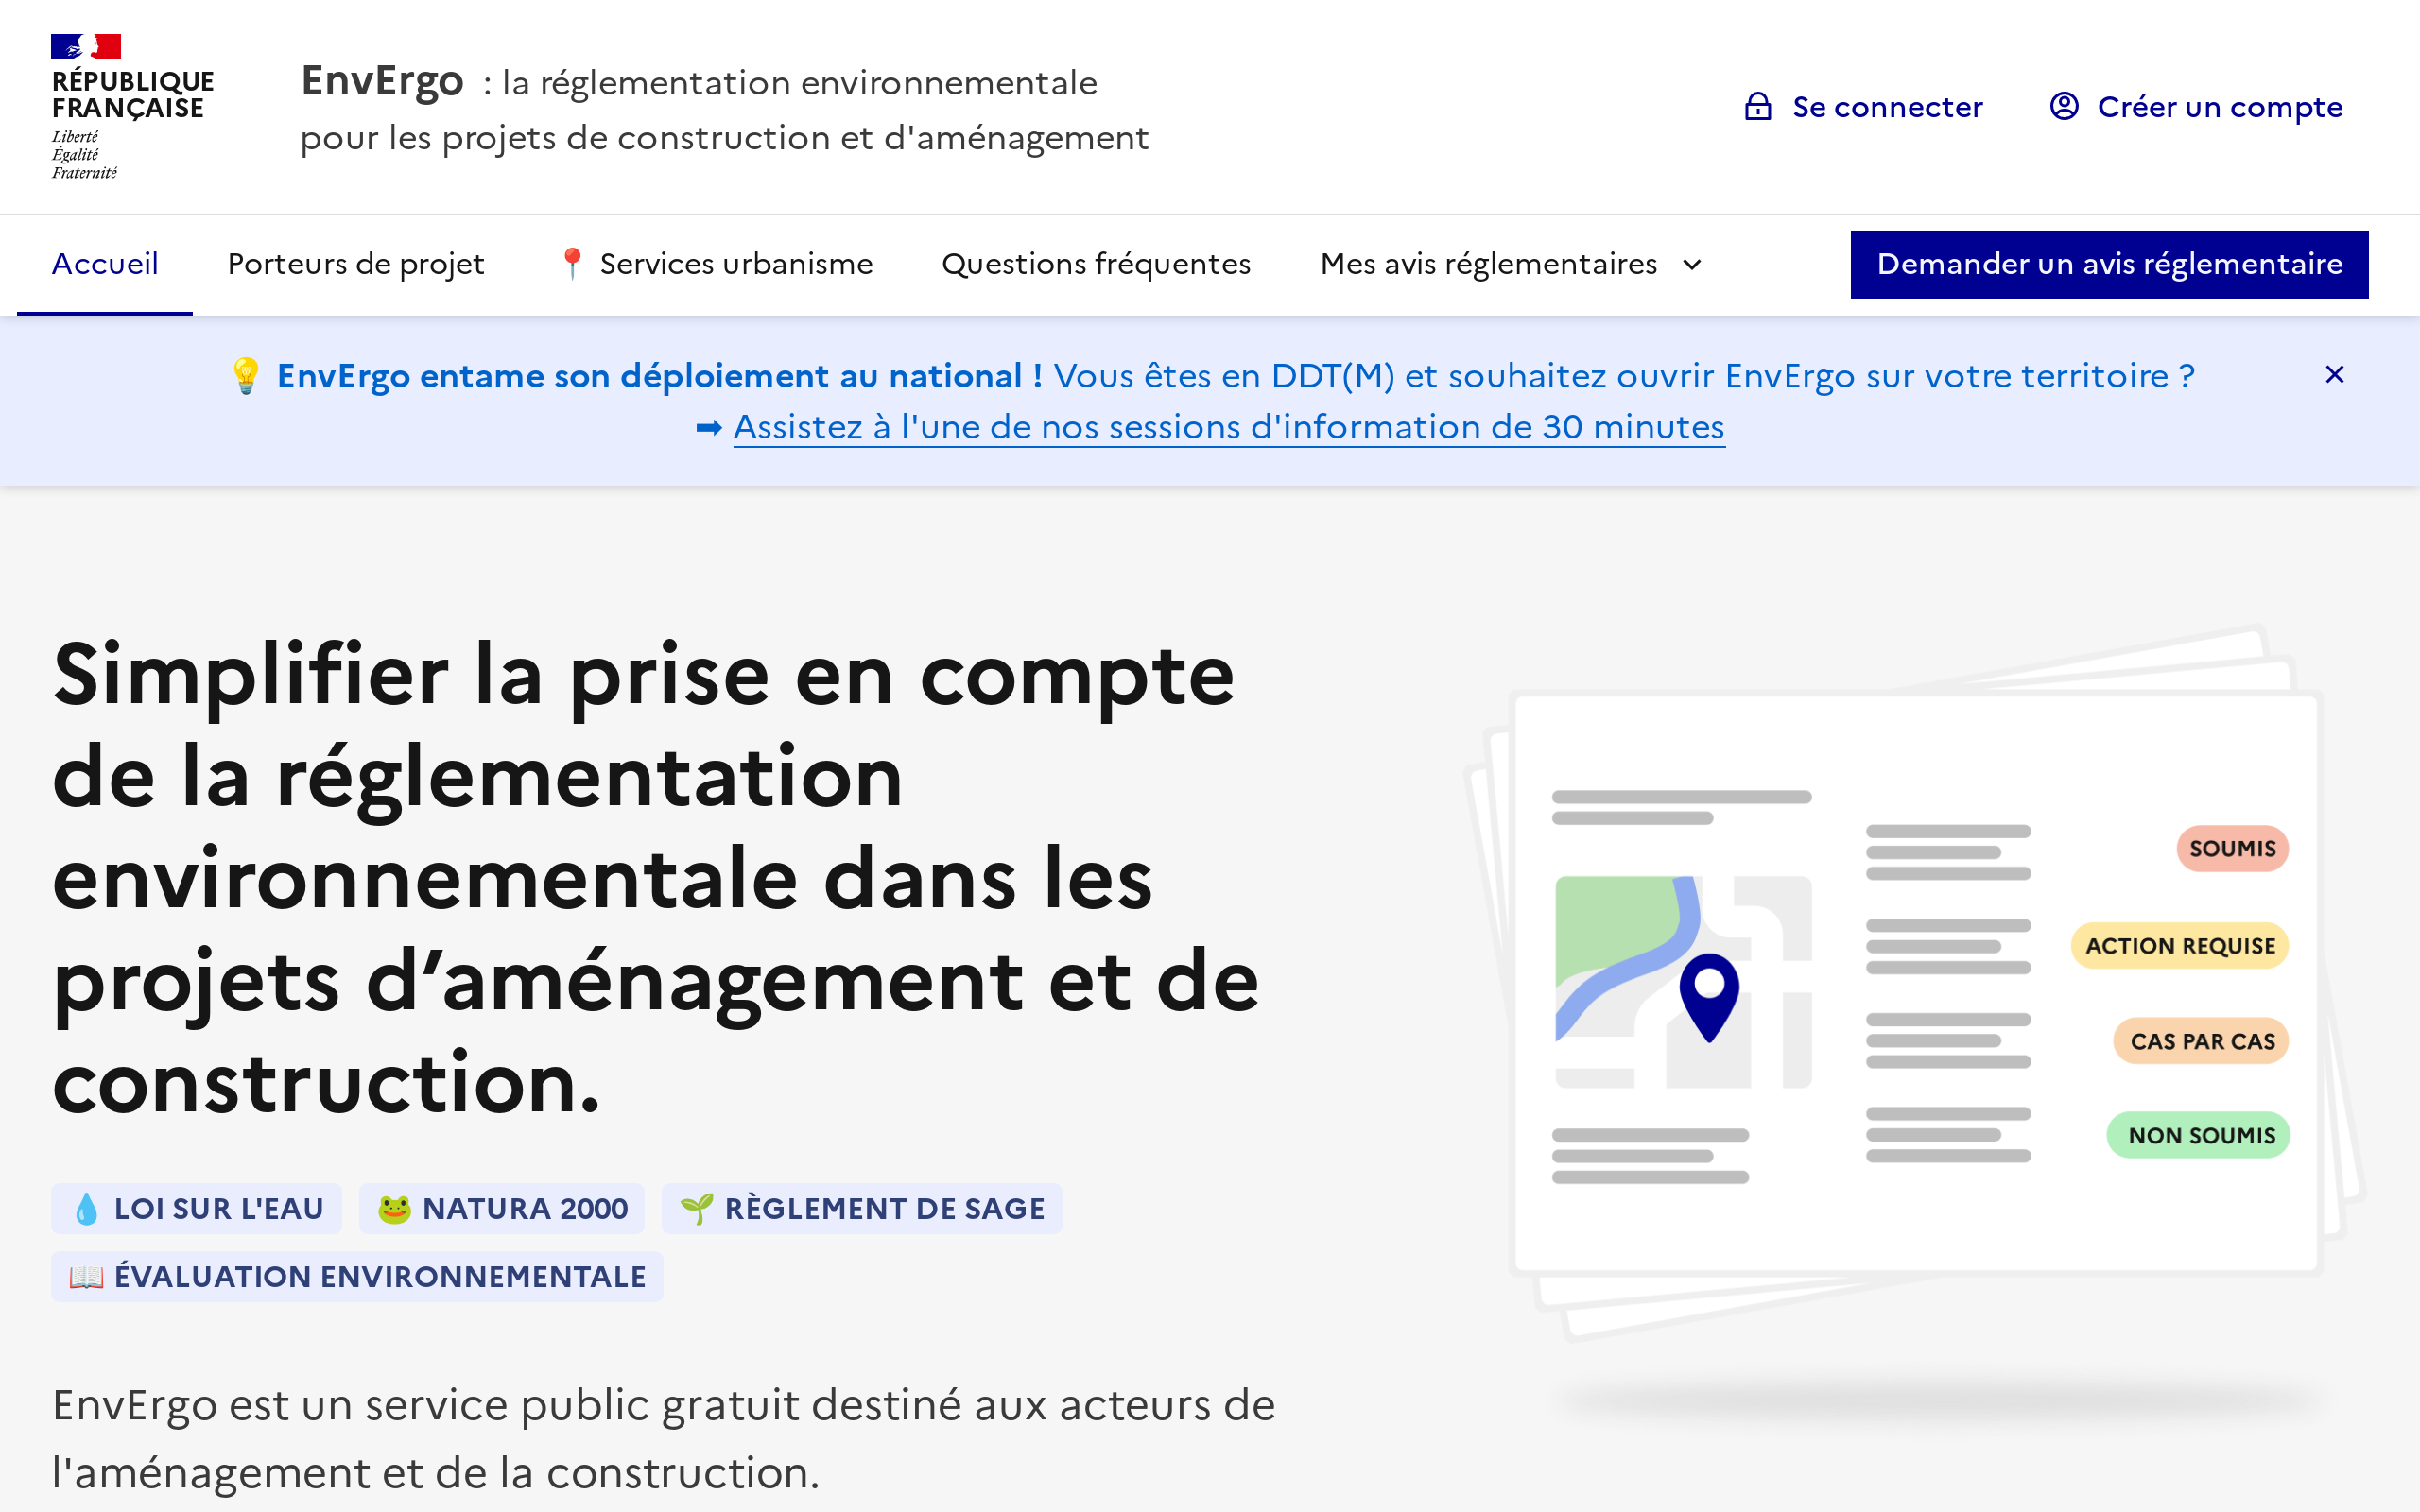 RÉPUBLIQUE
FRANÇAISE
Liberté
Égalité
Fraternité
EnvErgo : la réglementation environnementale
pour les projets de construction et d'aménagement
Se connecter
Créer un compte
Accueil
Porteurs de projet
📍 Services urbanisme
Questions fréquentes
Mes avis réglementaires
Demander un avis réglementaire
💡 EnvErgo entame son déploiement au national ! Vous êtes en DDT(M) et souhaitez ouvrir EnvErgo sur votre territoire ?
➡ Assistez à l'une de nos sessions d'information de 30 minutes
Simplifier la prise en compte
de la réglementation
environnementale dans les
projets d’aménagement et de
construction.
💧 LOI SUR L'EAU
🐸 NATURA 2000
🌱 RÈGLEMENT DE SAGE
📖 ÉVALUATION ENVIRONNEMENTALE
EnvErgo est un service public gratuit destiné aux acteurs de
l'aménagement et de la construction.
SOUMIS
ACTION REQUISE
CAS PAR CAS
NON SOUMIS